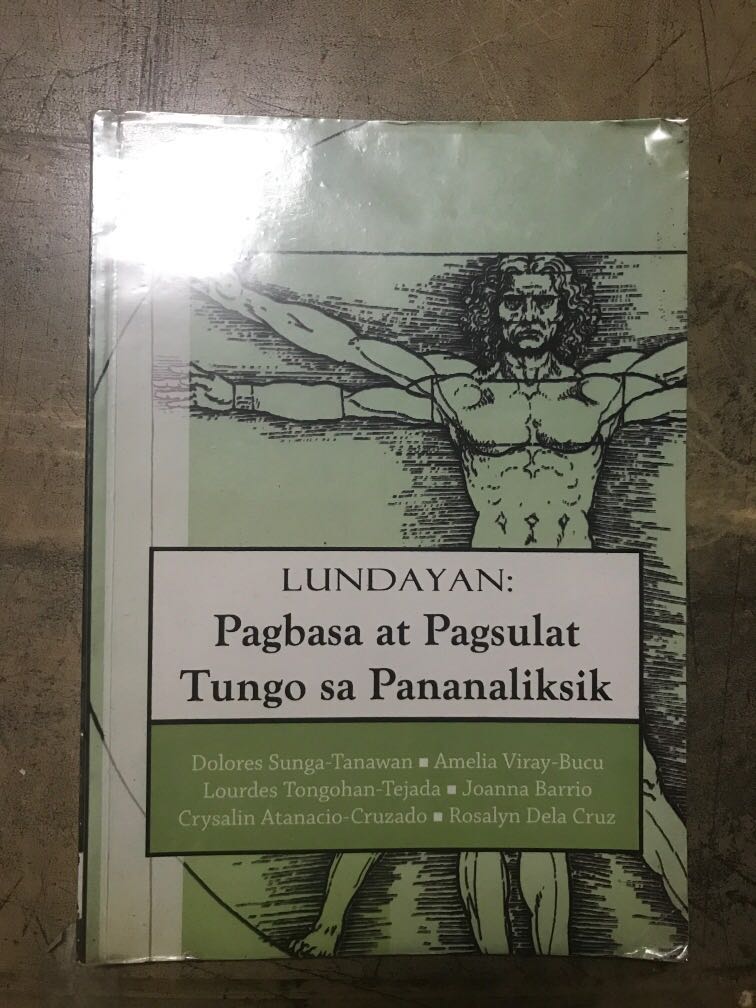 LUNDAYAN:
Pagbasa at Pagsulat
Tungo sa Pananaliksik
Dolores Sunga-Tanawan ■ Amelia Viray-Bucu
Lourdes Tongohan-Tejada ■ Joanna Barrio
Crysalin Atanacio-Cruzado ■ Rosalyn Dela Cruz